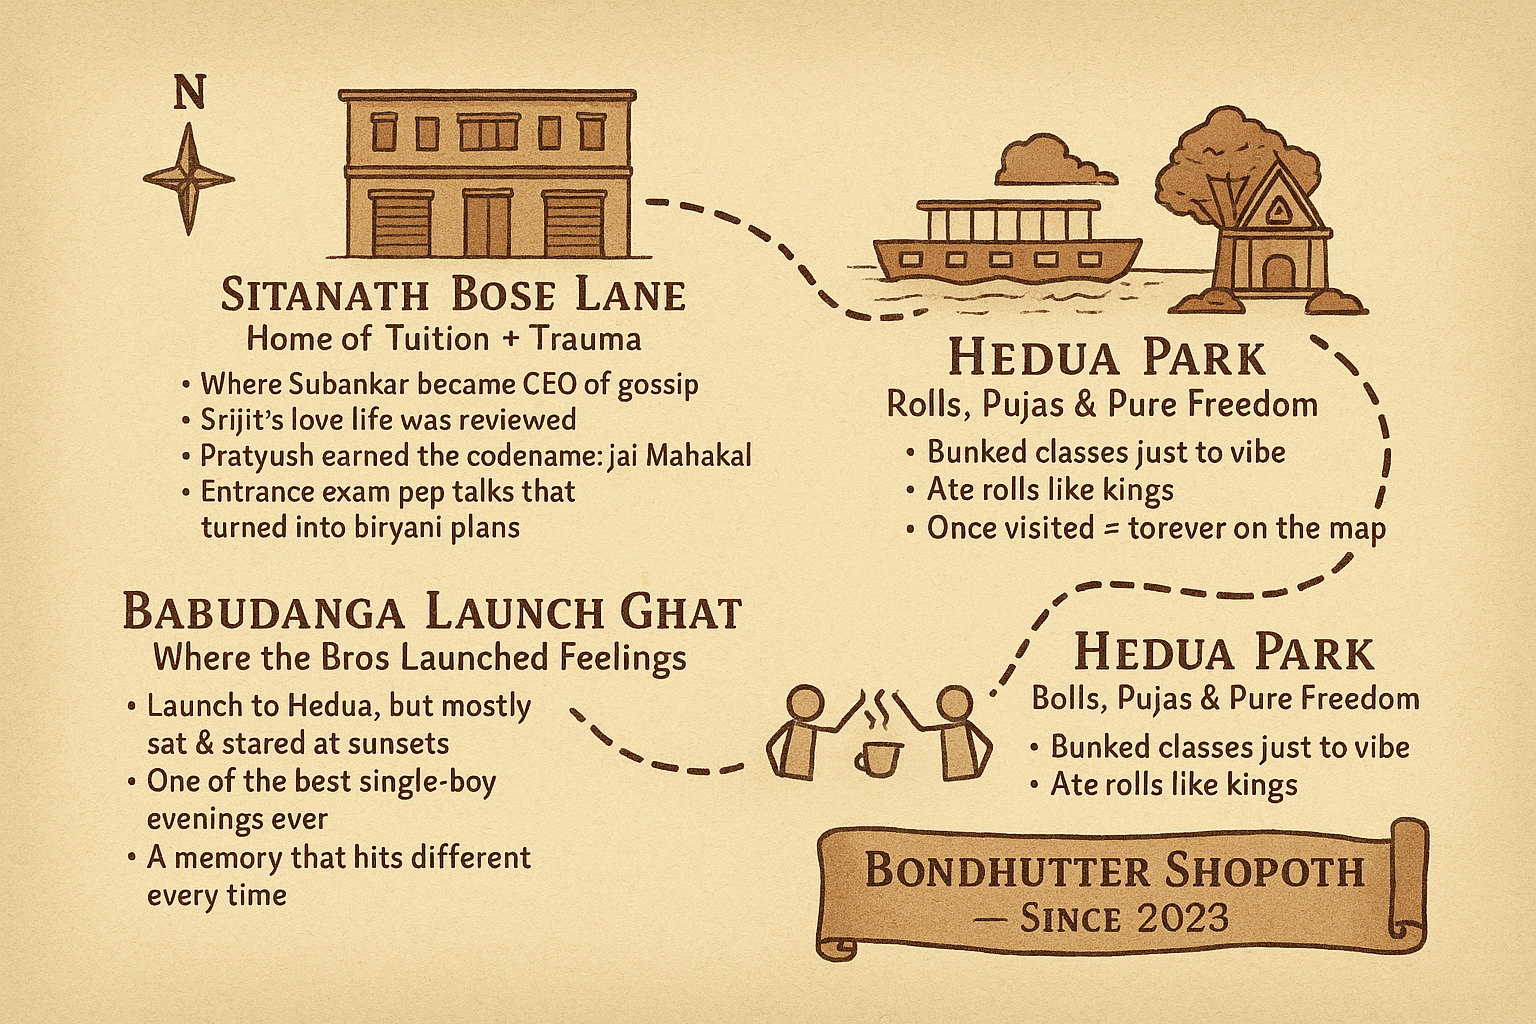 N
SITANATH BOSE LANE
Home of Tuition + Trauma
• Where Subankar became CEO of gossip
• Srijit's love life was reviewed
• Pratyush earned the codename: jai Mahakal
• Entrance exam pep talks that
turned into biryani plans
HEDUA PARK
Rolls, Pujas & Pure Freedom
• Bunked classes just to vibe
• Ate rolls like kings
• Once visited = torever on the map
BABUDANGA LAUNCH GHAT
Where the Bros Launched Feelings
• Launch to Hedua, but mostly
sat & stared at sunsets
• One of the best single-boy
evenings ever
• A memory that hits different
every time
HEDUA PARK
Bolls, Pujas & Pure Freedom
• Bunked classes just to vibe
• Ate rolls like kings
BONDHUTTER SHOPOTH
— SINCE 2023